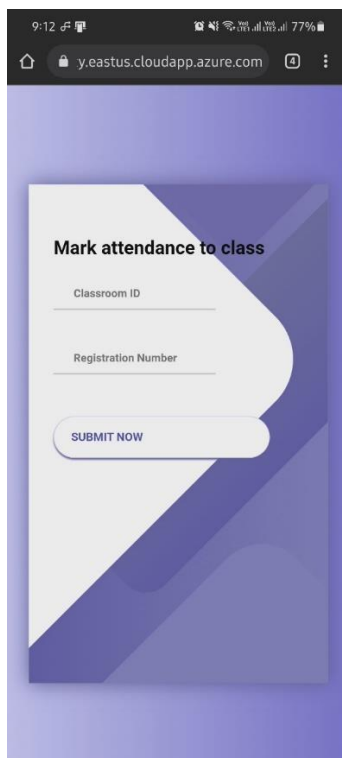 9:12
77%
y.eastus.cloudapp.azure.com
4
Mark attendance to class
Classroom ID
Registration Number
SUBMIT NOW